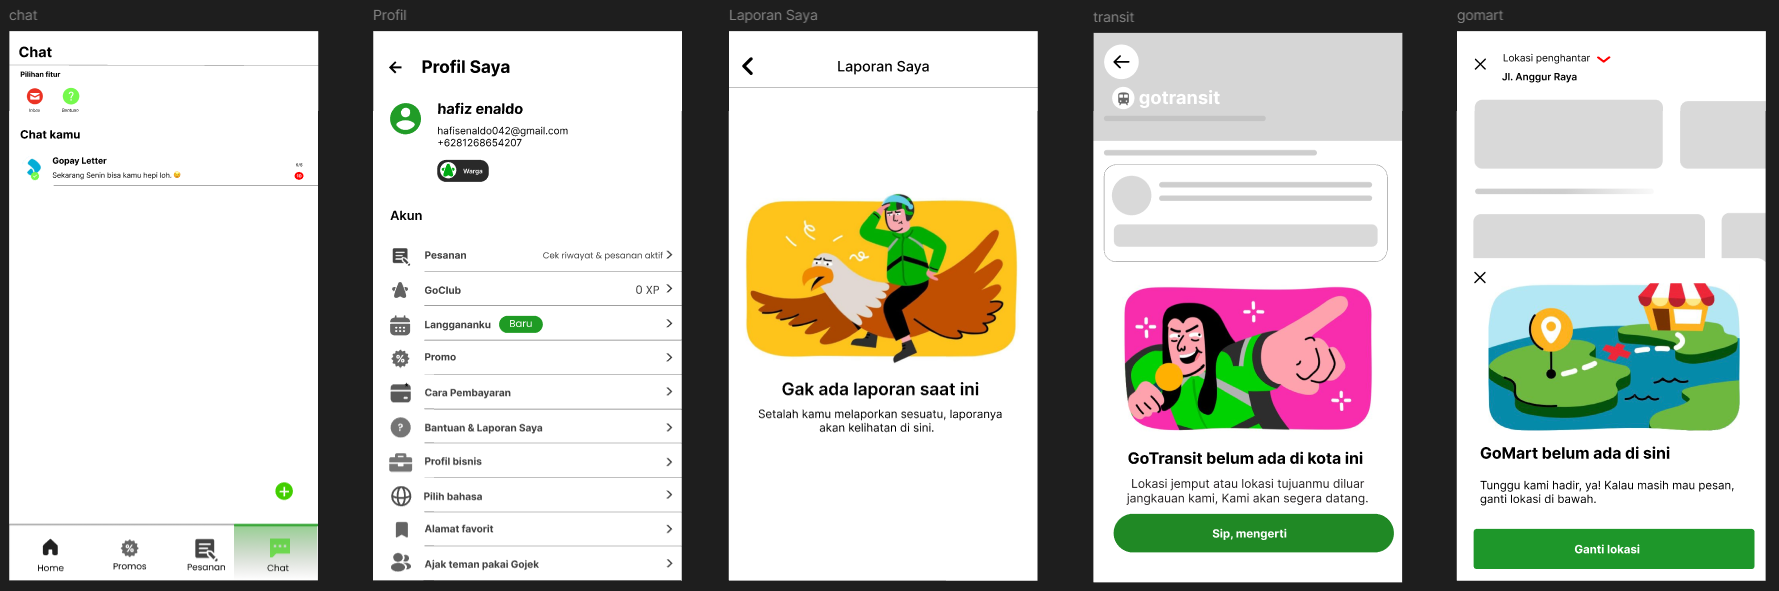 chat
Chat
Pilihan fitur
Inbox
Bantuan
Chat kamu
Gopay Letter
Sekarang Senin bisa kamu hepi loh. 😉
Home
Promos
Pesanan
Chat
Profil
Profil Saya
hafiz enaldo
hafisenaldo042@gmail.com
+6281268654207
Warga
Akun
Pesanan
Cek riwayat & pesanan aktif
GoClub
0 XP
Langgananku
Baru
Promo
Cara Pembayaran
Bantuan & Laporan Saya
Profil bisnis
Pilih bahasa
Alamat favorit
Ajak teman pakai Gojek
Laporan Saya
Laporan Saya
Gak ada laporan saat ini
Setalah kamu melaporkan sesuatu, laporanya
akan kelihatan di sini.
transit
gotransit
GoTransit belum ada di kota ini
Lokasi jemput atau lokasi tujuanmu diluar
jangkauan kami, Kami akan segera datang.
Sip, mengerti
gomart
Lokasi penghantar
Jl. Anggur Raya
GoMart belum ada di sini
Tunggu kami hadir, ya! Kalau masih mau pesan,
ganti lokasi di bawah.
Ganti lokasi